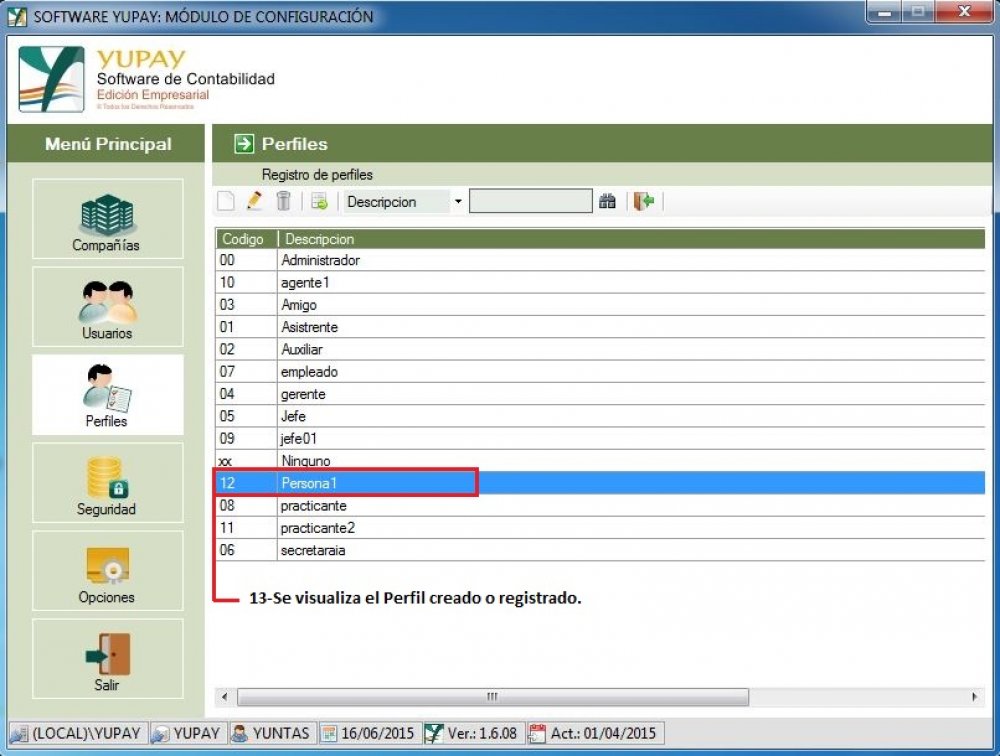 SOFTWARE YUPAY: MÓDULO DE CONFIGURACIÓN
YUPAY
Software de Contabilidad
Edición Empresarial
© Todos los Derechos Reservados
Menú Principal
Compañías
Usuarios
Perfiles
Seguridad
Opciones
Salir
Perfiles
Registro de perfiles
Descripcion
Codigo Descripcion
00 Administrador
10 agente1
03 Amigo
01 Asistrente
02 Auxiliar
07 empleado
04 gerente
05 Jefe
09 jefe01
xx Ninguno
12 Persona1
08 practicante
11 practicante2
06 secretaraia
13-Se visualiza el Perfil creado o registrado.
(LOCAL)\YUPAY YUPAY YUNTAS 16/06/2015 Ver.: 1.6.08 Act.: 01/04/2015